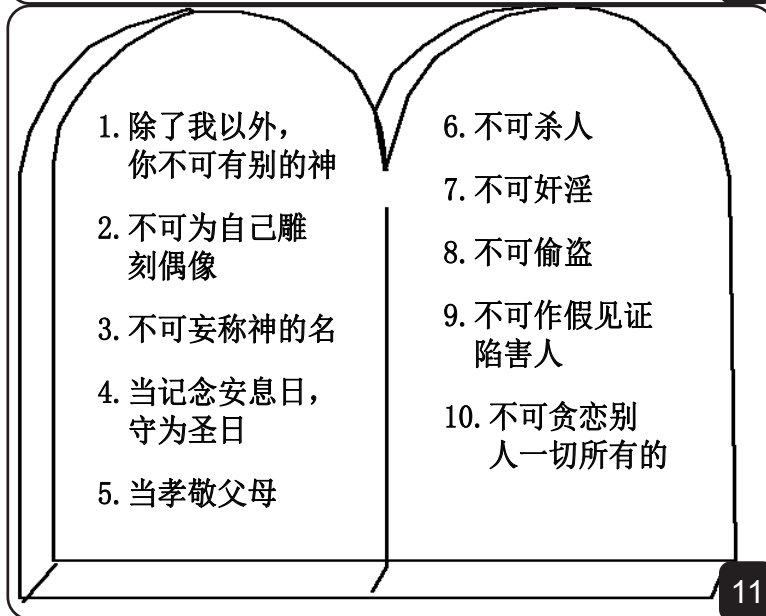 1. 除了我以外，
你不可有别的神
2. 不可为自己雕
刻偶像
3. 不可妄称神的名
4. 当记念安息日，
守为圣日
5. 当孝敬父母
6. 不可杀人
7. 不可奸淫
8. 不可偷盗
9. 不可作假见证
陷害人
10. 不可贪恋别
人一切所有的
11